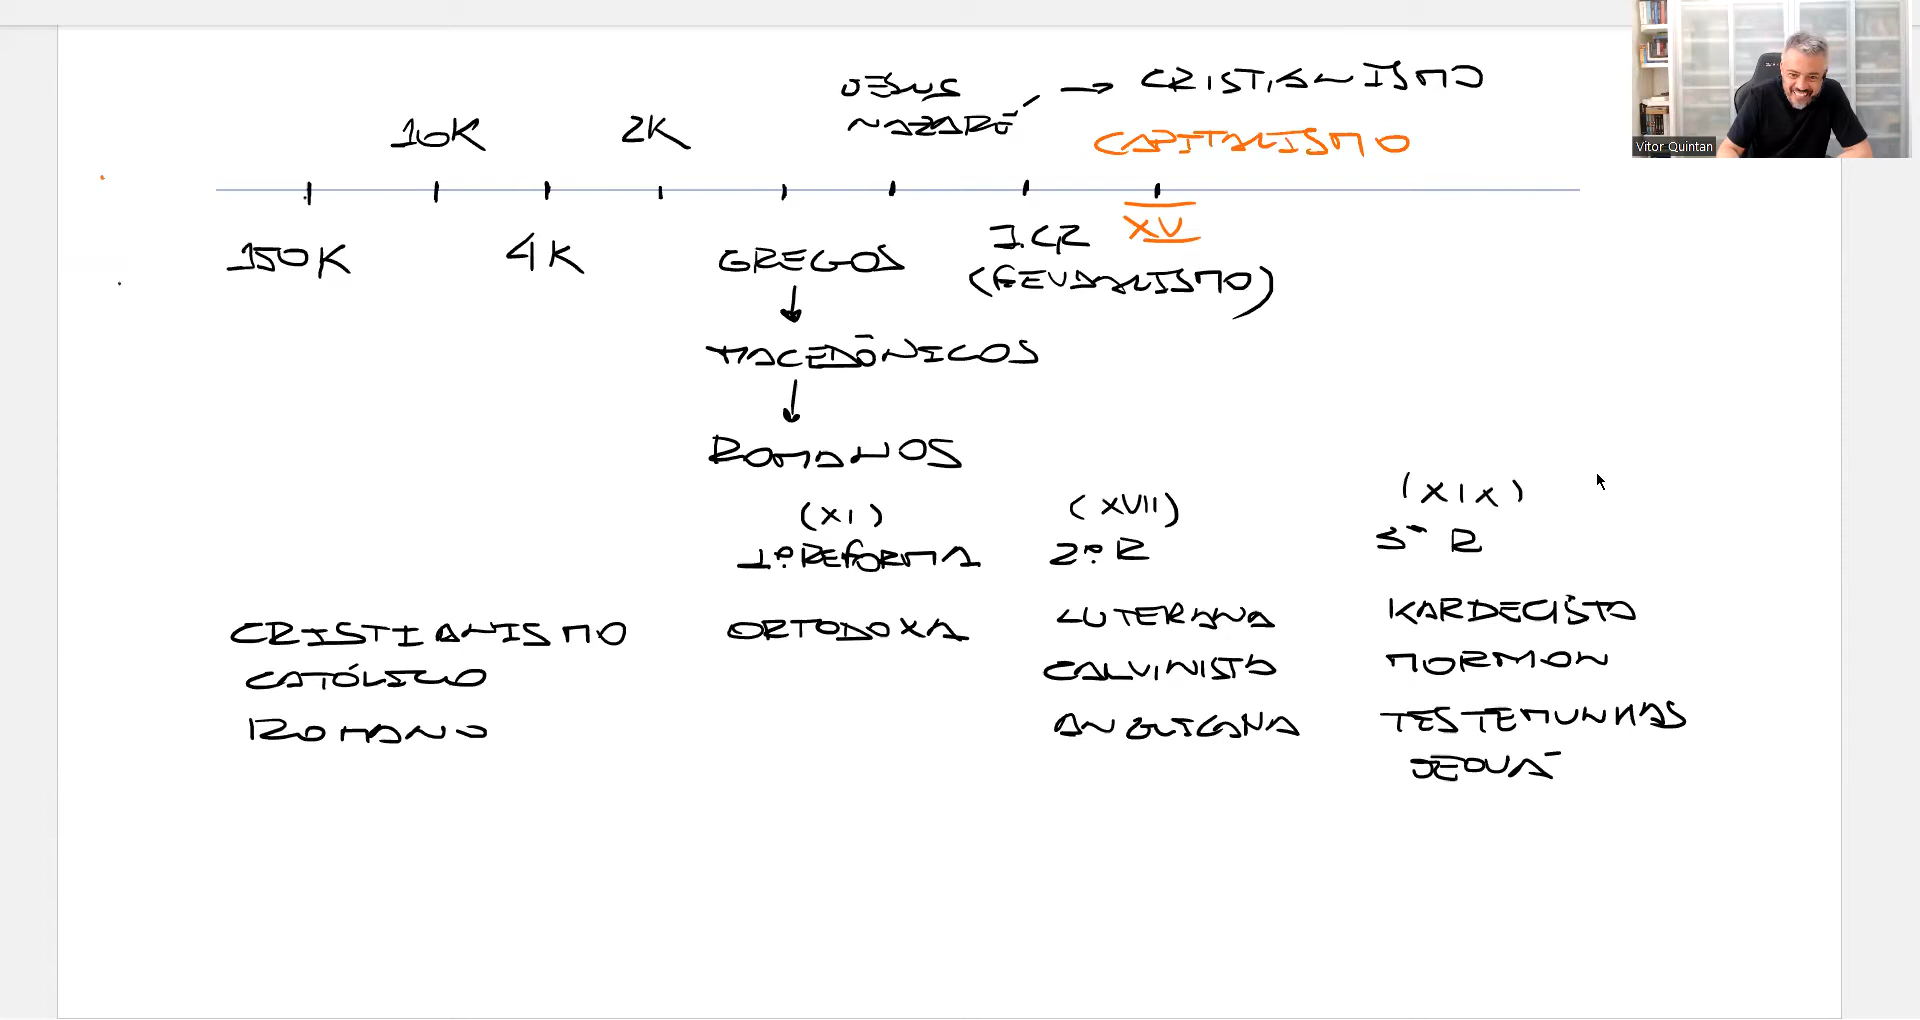 JESUS → CRISTIANISMO
NAZARÉ
10K 2K CAPITALISMO
150K 4K GREGOS I.C.R XV
(FEUDALISMO)
MACEDÔNICOS
ROMANOS
(XI) (XVII) (XIX)
1ª REFORMA 2ª R 3ª R
CRISTIANISMO ORTODOXA LUTERANA KARDECISTA
CATÓLICO CALVINISTA MORMON
ROMANO ANGLICANA TESTEMUNHAS
JEOVÁ
Vitor Quintan